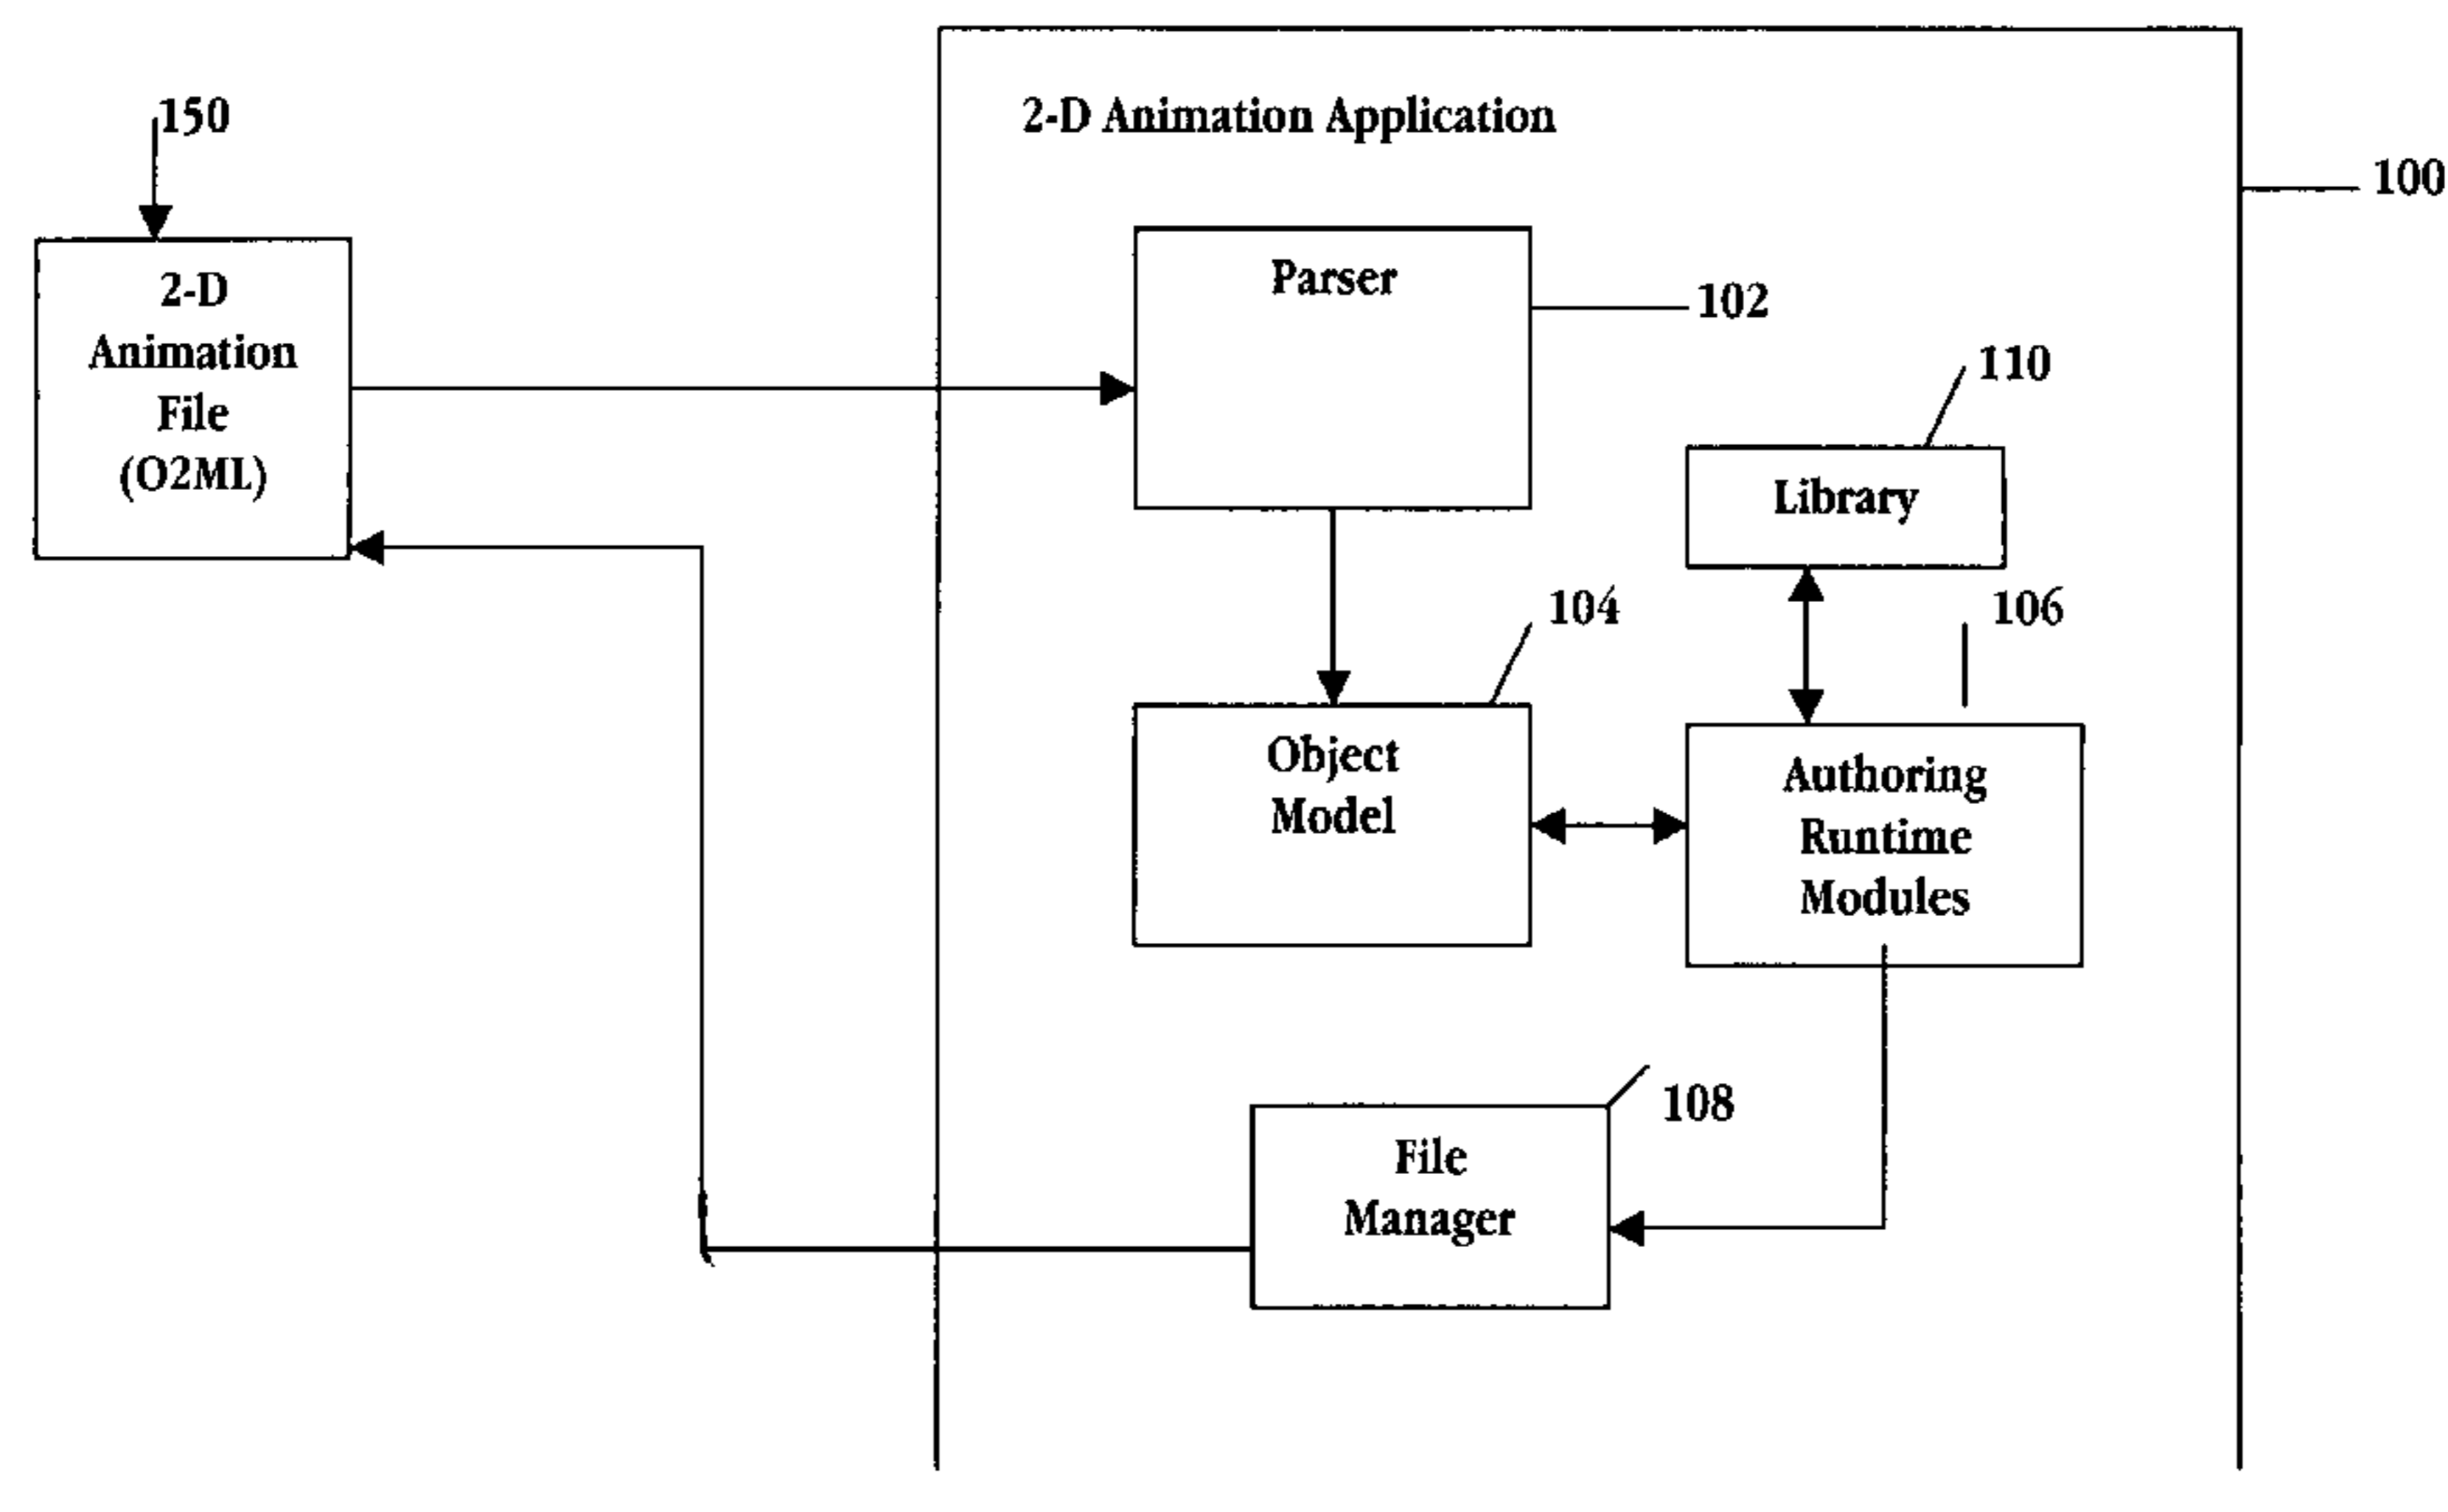 2-D Animation Application
150
100
2-D
Animation
File
(O2ML)
Parser
102
110
Library
104
106
Object
Model
Authoring
Runtime
Modules
108
File
Manager